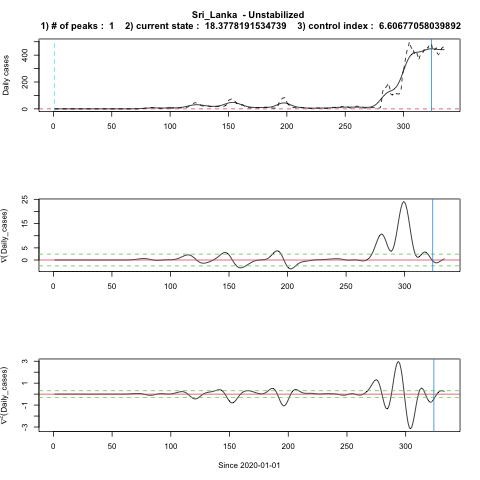 Sri_Lanka - Unstabilized
1) # of peaks : 1 2) current state : 18.3778191534739 3) control index : 6.60677058039892
Daily cases
0 200 400
0 50 100 150 200 250 300
∇(Daily_cases)
0 5 15 25
0 50 100 150 200 250 300
∇²(Daily_cases)
-3 -1 1 3
0 50 100 150 200 250 300
Since 2020-01-01